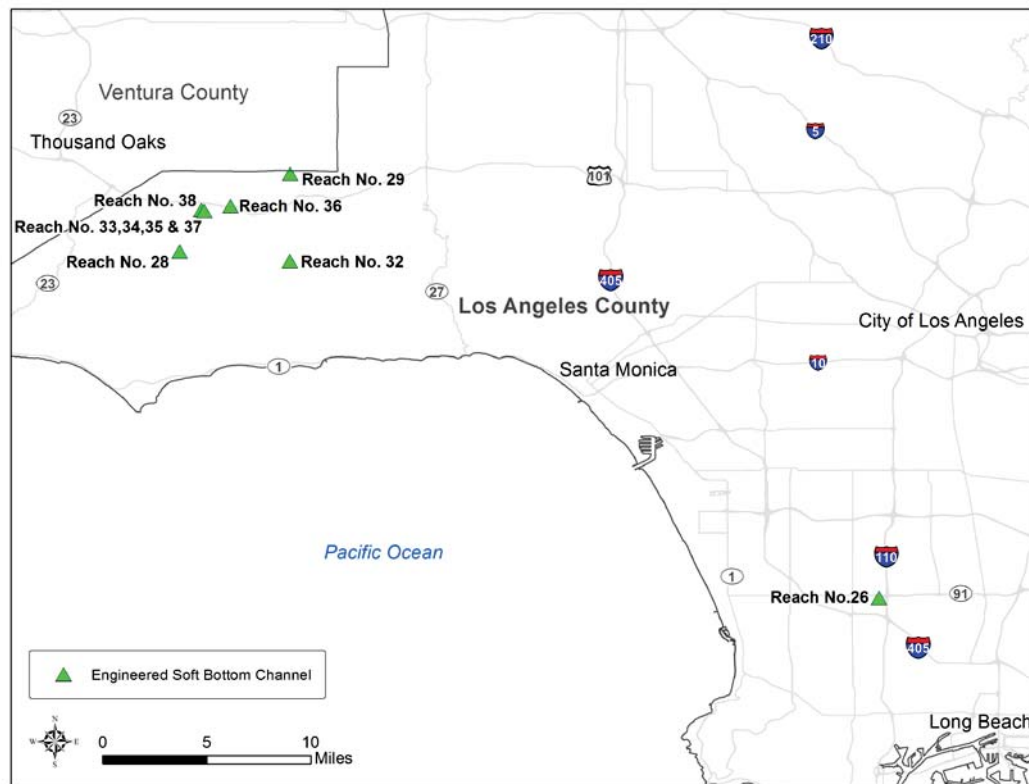 210
Ventura County
23
5
Thousand Oaks
101
Reach No. 29
Reach No. 38
Reach No. 36
Reach No. 33,34,35 & 37
Reach No. 28
Reach No. 32
23
405
27
Los Angeles County
City of Los Angeles
1
Santa Monica
10
Pacific Ocean
110
1
Reach No.26
91
405
Engineered Soft Bottom Channel
N
W
E
S
0
5
10
Miles
Long Beach